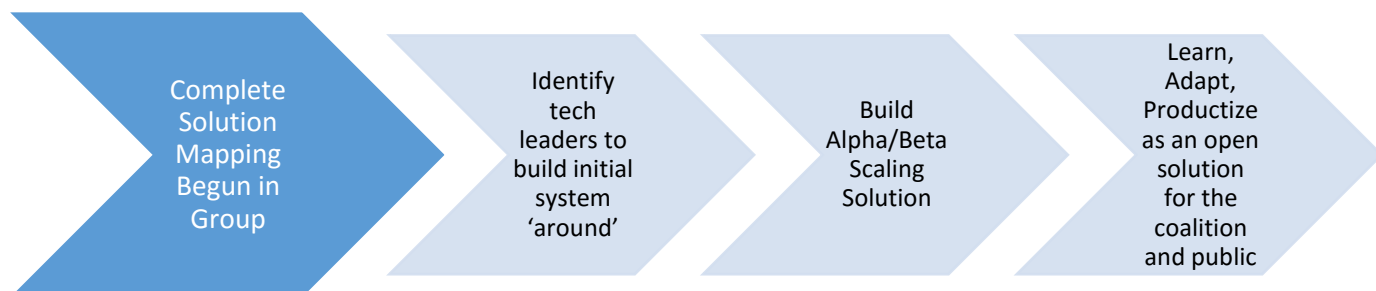 Complete
Solution
Mapping
Begun in
Group
Identify
tech
leaders to
build initial
system
‘around’
Build
Alpha/Beta
Scaling
Solution
Learn,
Adapt,
Productize
as an open
solution
for the
coalition
and public